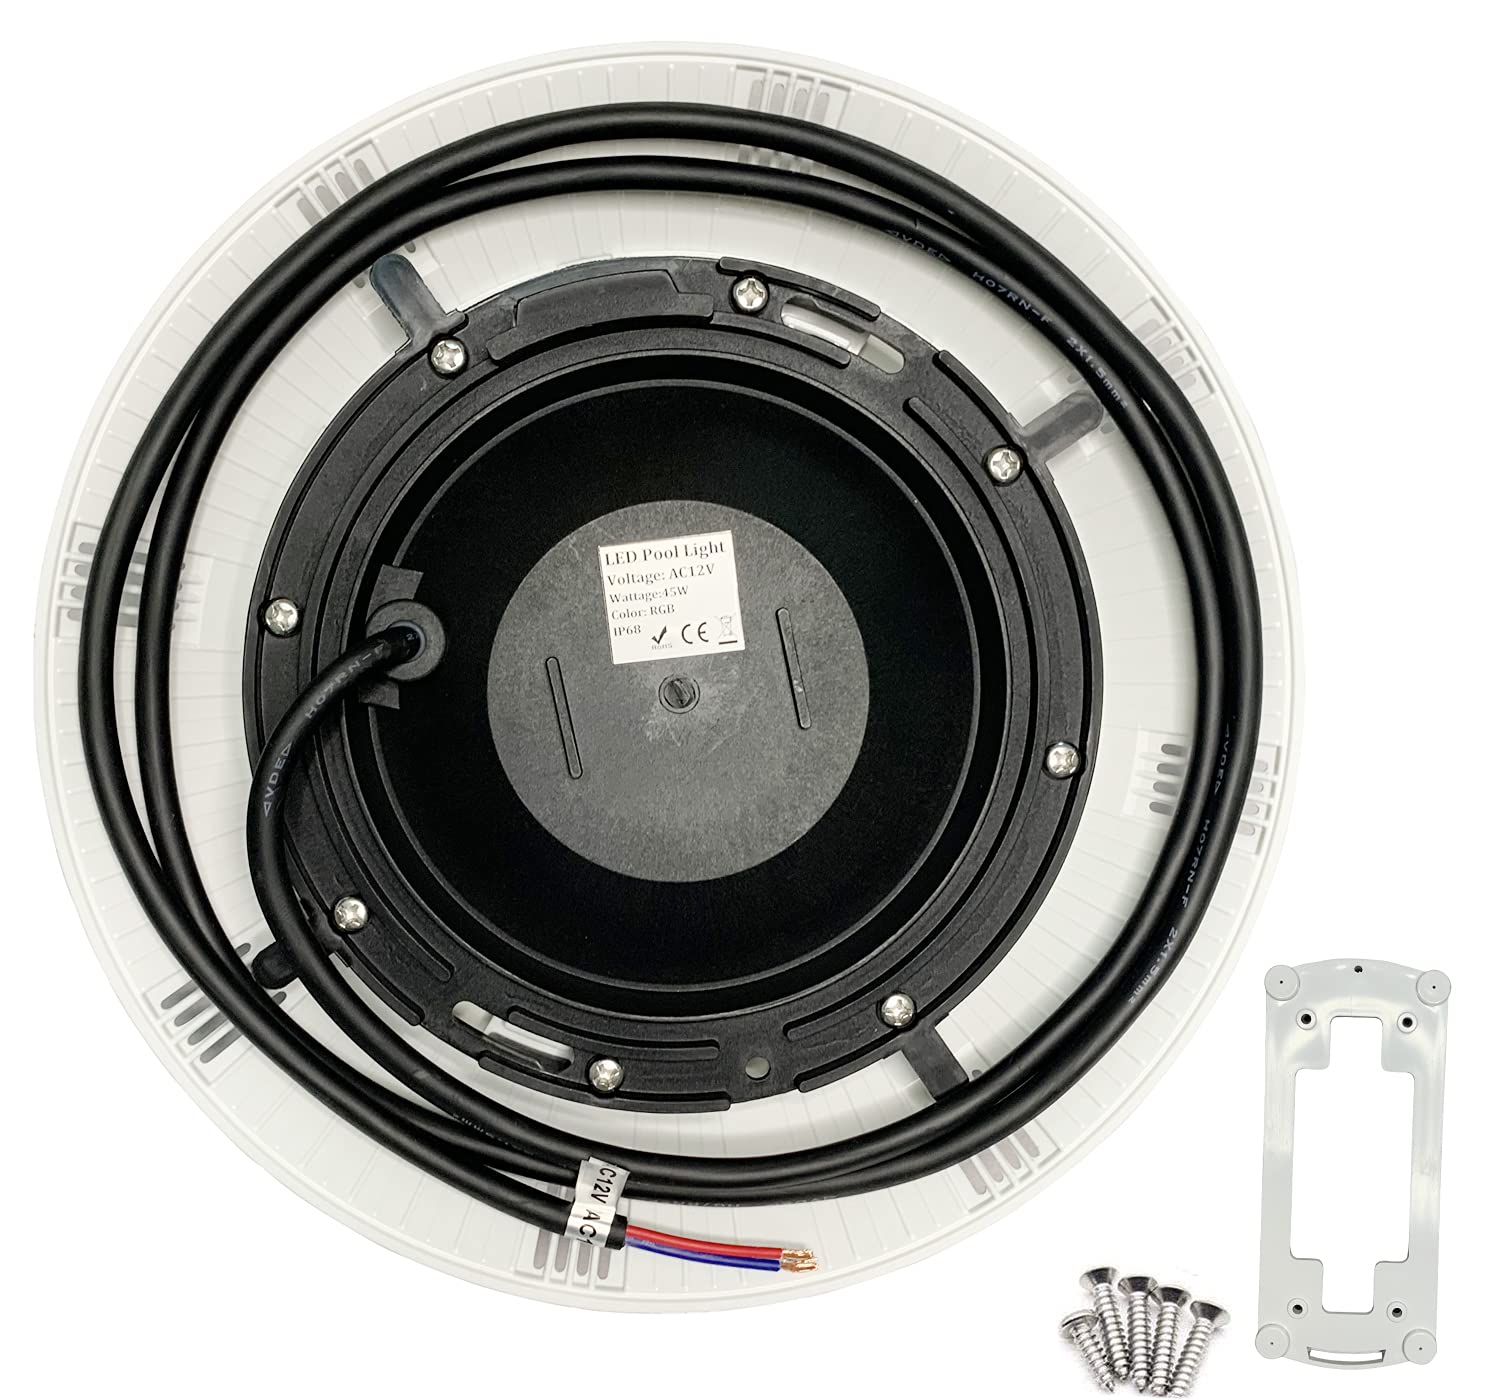 LED Pool Light
Voltage: AC12V
Wattage:45W
Color: RGB
IP68
RoHS
CE
VDE H07RN-F 2X1.5mm²
H07RN-F
VDE
VDE H07RN-F 2X1.5mm²
C12V AC